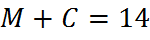 M + C = 14